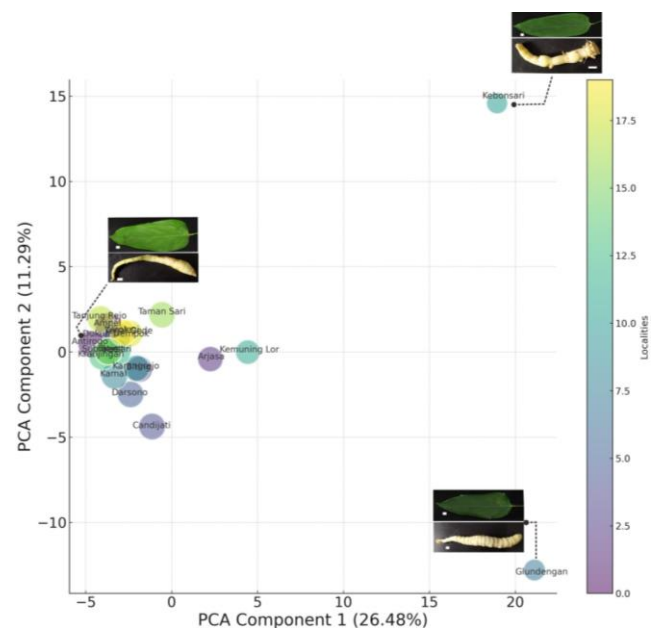 Kebonsari
15
10
5
0
−5
−10
−5
0
5
10
15
20
PCA Component 2 (11.29%)
PCA Component 1 (26.48%)
Taman Sari
Tanjung Rejo
Kemuning Lor
Arjasa
Kamal
Darsono
Candijati
Glundengan
17.5
15.0
12.5
10.0
7.5
5.0
2.5
0.0
Localities